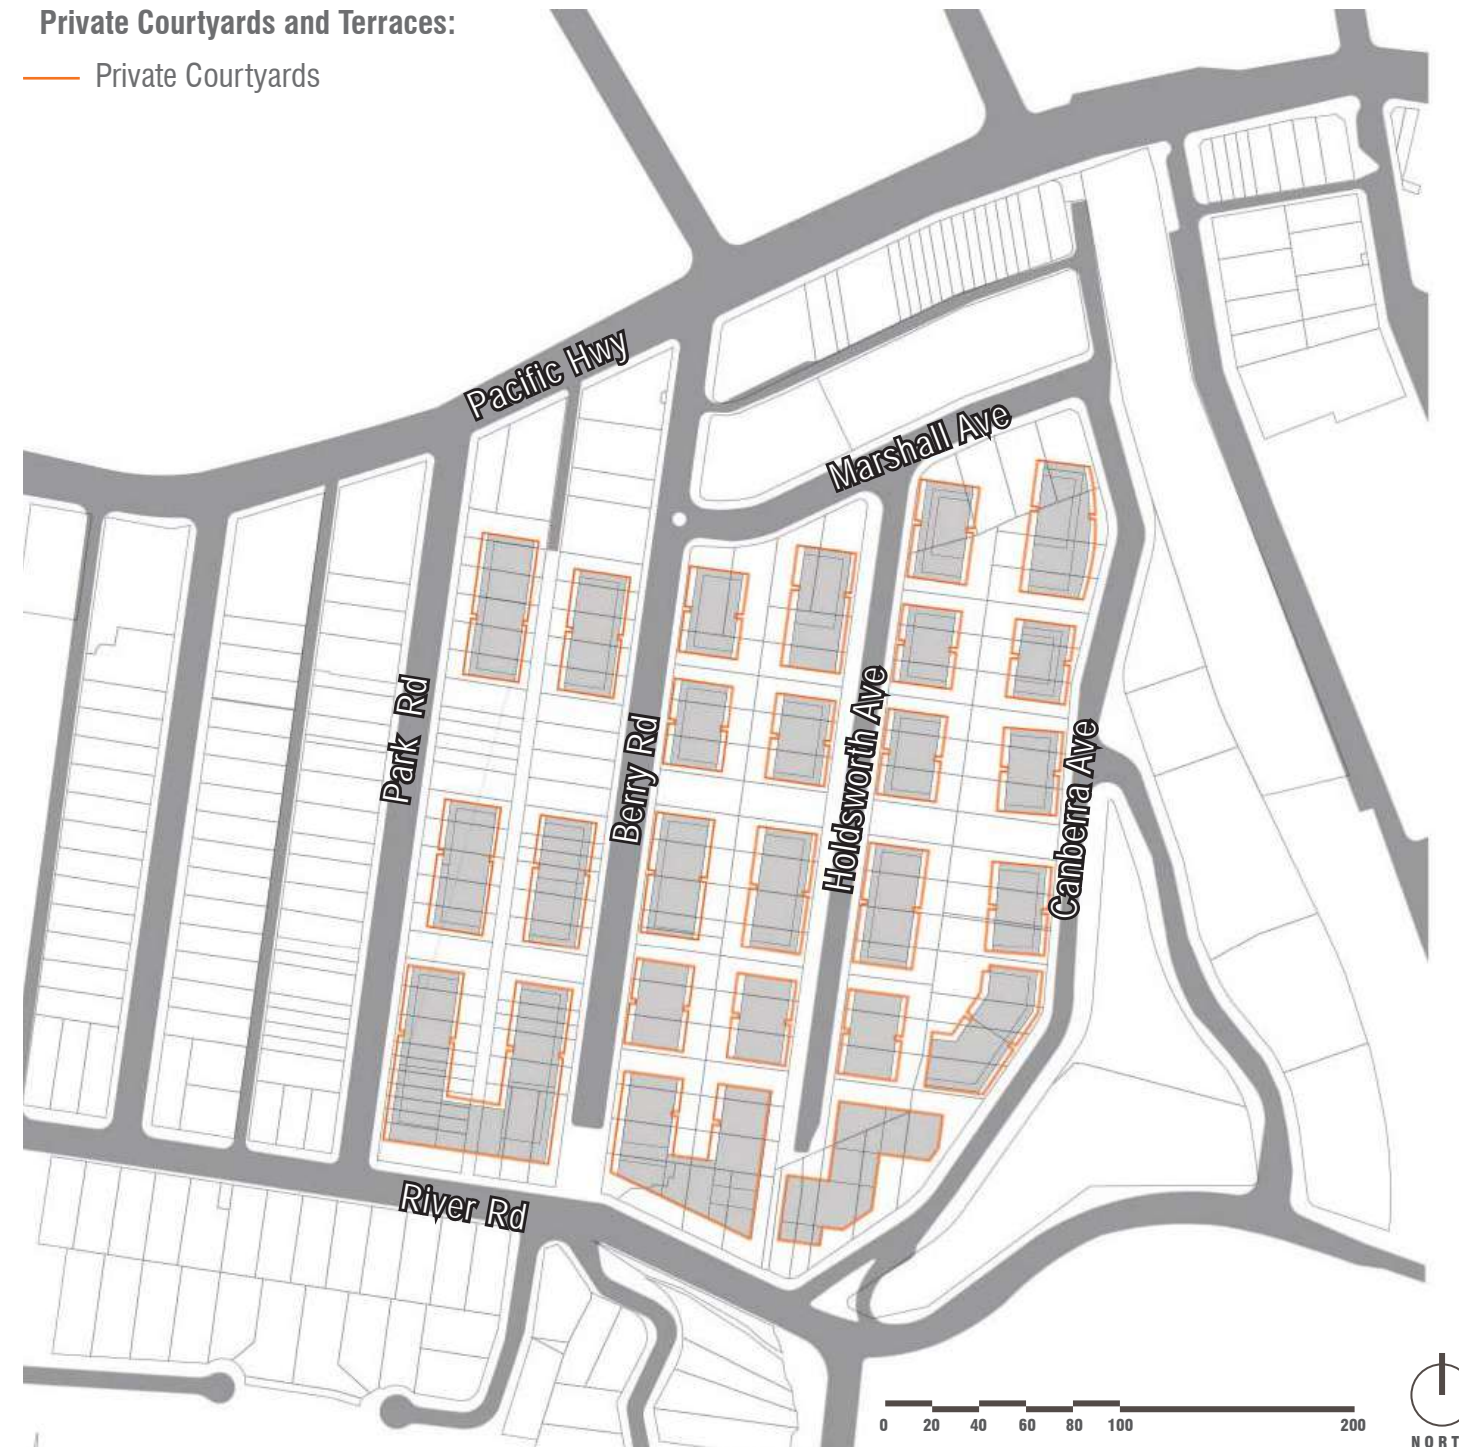 Private Courtyards and Terraces:
Private Courtyards
Pacific Hwy
Marshall Ave
Park Rd
Berry Rd
Holdsworth Ave
Canberra Ave
River Rd
0 20 40 60 80 100 200
NORT